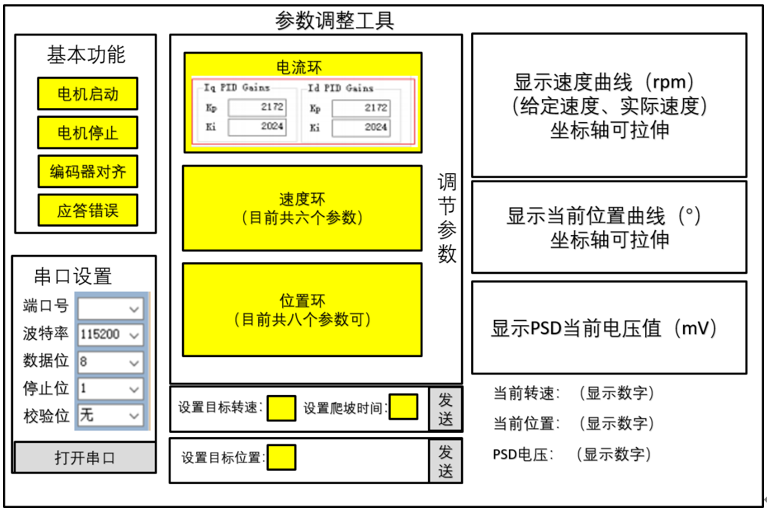 参数调整工具
基本功能
电机启动
电机停止
编码器对齐
应答错误
串口设置
端口号
波特率 115200
数据位 8
停止位 1
校验位 无
打开串口
电流环
Iq PID Gains
Kp 2172
Ki 2024
Id PID Gains
Kp 2172
Ki 2024
速度环
(目前共六个参数)
位置环
(目前共八个参数可)
调节参数
设置目标转速: 设置爬坡时间: 发送
设置目标位置: 发送
显示速度曲线（rpm）
（给定速度、实际速度）
坐标轴可拉伸
显示当前位置曲线（°）
坐标轴可拉伸
显示PSD当前电压值（mV）
当前转速: （显示数字）
当前位置: （显示数字）
PSD电压: （显示数字）